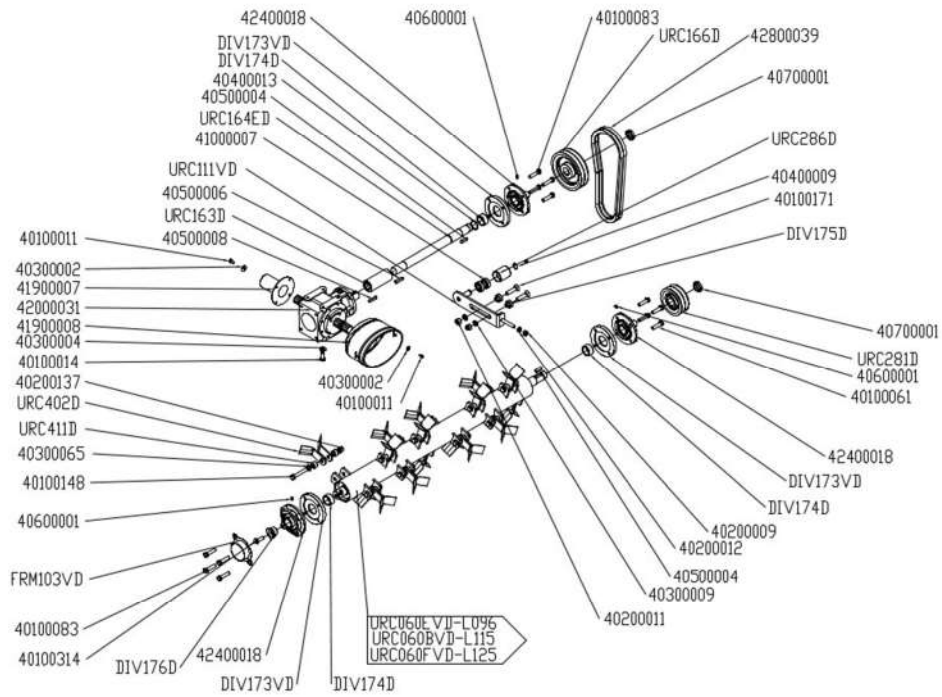 42400018
DIV173VD
DIV174D
40400013
40500004
URC164ED
41000007
URC111VD
40500006
URC163D
40500008
40100011
40300002
41900007
42000031
41900008
40300004
40100014
40200137
URC402D
URC411D
40300065
40100148
40600001
FRM103VD
40100083
40100314
DIV176D
42400018
DIV173VD
DIV174D
URC060EVD-L096
URC060BVD-L115
URC060FVD-L125
40300002
40100011
40600001
40100083
URC166D
42800039
40700001
URC286D
40400009
40100171
DIV175D
40700001
URC281D
40600001
40100061
42400018
DIV173VD
DIV174D
40200009
40200012
40500004
40300009
40200011